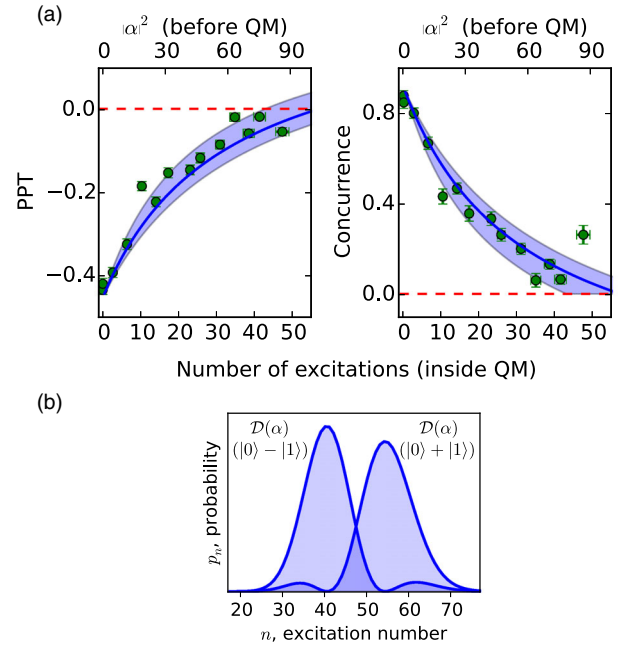 (a)
|α|² (before QM)
|α|² (before QM)
0 30 60 90
0 30 60 90
0.0
−0.2
−0.4
PPT
0.8
0.4
0.0
Concurrence
0 10 20 30 40 50
0 10 20 30 40 50
Number of excitations (inside QM)
(b)
𝒟(α)
(|0⟩ − |1⟩)
𝒟(α)
(|0⟩ + |1⟩)
pₙ, probability
20 30 40 50 60 70
n, excitation number